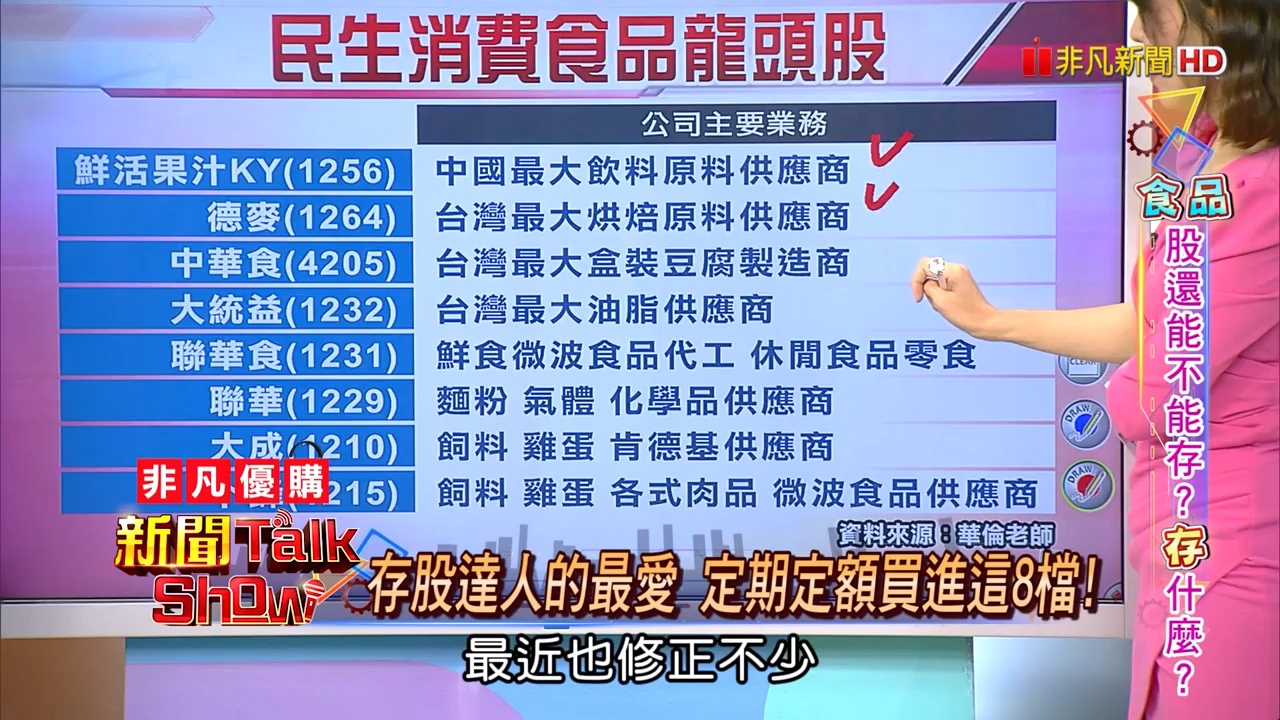 民生消費食品龍頭股
非凡新聞HD
公司主要業務
鮮活果汁KY(1256) 中國最大飲料原料供應商
德麥(1264) 台灣最大烘焙原料供應商
中華食(4205) 台灣最大盒裝豆腐製造商
大統益(1232) 台灣最大油脂供應商
聯華食(1231) 鮮食微波食品代工 休閒食品零食
聯華(1229) 麵粉 氣體 化學品供應商
大成(1210) 飼料 雞蛋 肯德基供應商
215) 飼料 雞蛋 各式肉品 微波食品供應商
資料來源：華倫老師
CLEAR
DRAW
DRAW
食品股還能不能存？存什麼？
非凡優購
新聞Talk
Show
存股達人的最愛 定期定額買進這8檔！
最近也修正不少